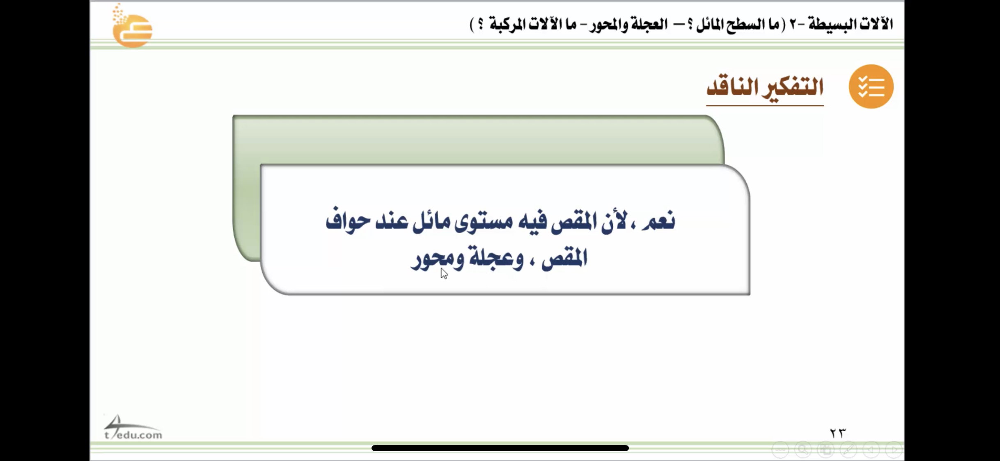 الآلات البسيطة -٢ (ما السطح المائل ؟ – العجلة والمحور - ما الآلات المركبة ؟ )
التفكير الناقد
نعم ، لأن المقص فيه مستوى مائل عند حواف
المقص ، وعجلة ومحور
t4edu.com
٢٣